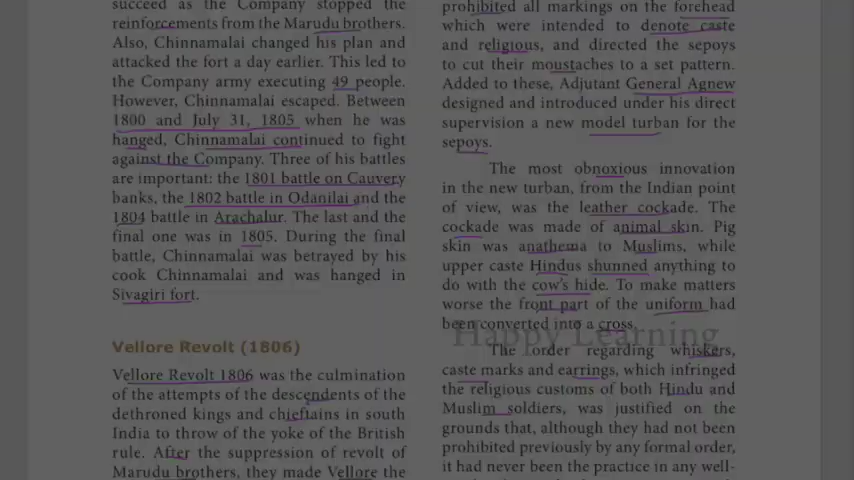 succeed as the Company stopped the
reinforcements from the Marudu brothers.
Also, Chinnamalai changed his plan and
attacked the fort a day earlier. This led to
the Company army executing 49 people.
However, Chinnamalai escaped. Between
1800 and July 31, 1805 when he was
hanged, Chinnamalai continued to fight
against the Company. Three of his battles
are important: the 1801 battle on Cauvery
banks, the 1802 battle in Odanilai and the
1804 battle in Arachalur. The last and the
final one was in 1805. During the final
battle, Chinnamalai was betrayed by his
cook Chinnamalai and was hanged in
Sivagiri fort.
Vellore Revolt (1806)
Vellore Revolt 1806 was the culmination
of the attempts of the descendents of the
dethroned kings and chieftains in south
India to throw of the yoke of the British
rule. After the suppression of revolt of
Marudu brothers, they made Vellore the
prohibited all markings on the forehead
which were intended to denote caste
and religious, and directed the sepoys
to cut their moustaches to a set pattern.
Added to these, Adjutant General Agnew
designed and introduced under his direct
supervision a new model turban for the
sepoys.
The most obnoxious innovation
in the new turban, from the Indian point
of view, was the leather cockade. The
cockade was made of animal skin. Pig
skin was anathema to Muslims, while
upper caste Hindus shunned anything to
do with the cow's hide. To make matters
worse the front part of the uniform had
been converted into a cross.
Happy Learning
The order regarding whiskers,
caste marks and earrings, which infringed
the religious customs of both Hindu and
Muslim soldiers, was justified on the
grounds that, although they had not been
prohibited previously by any formal order,
it had never been the practice in any well-